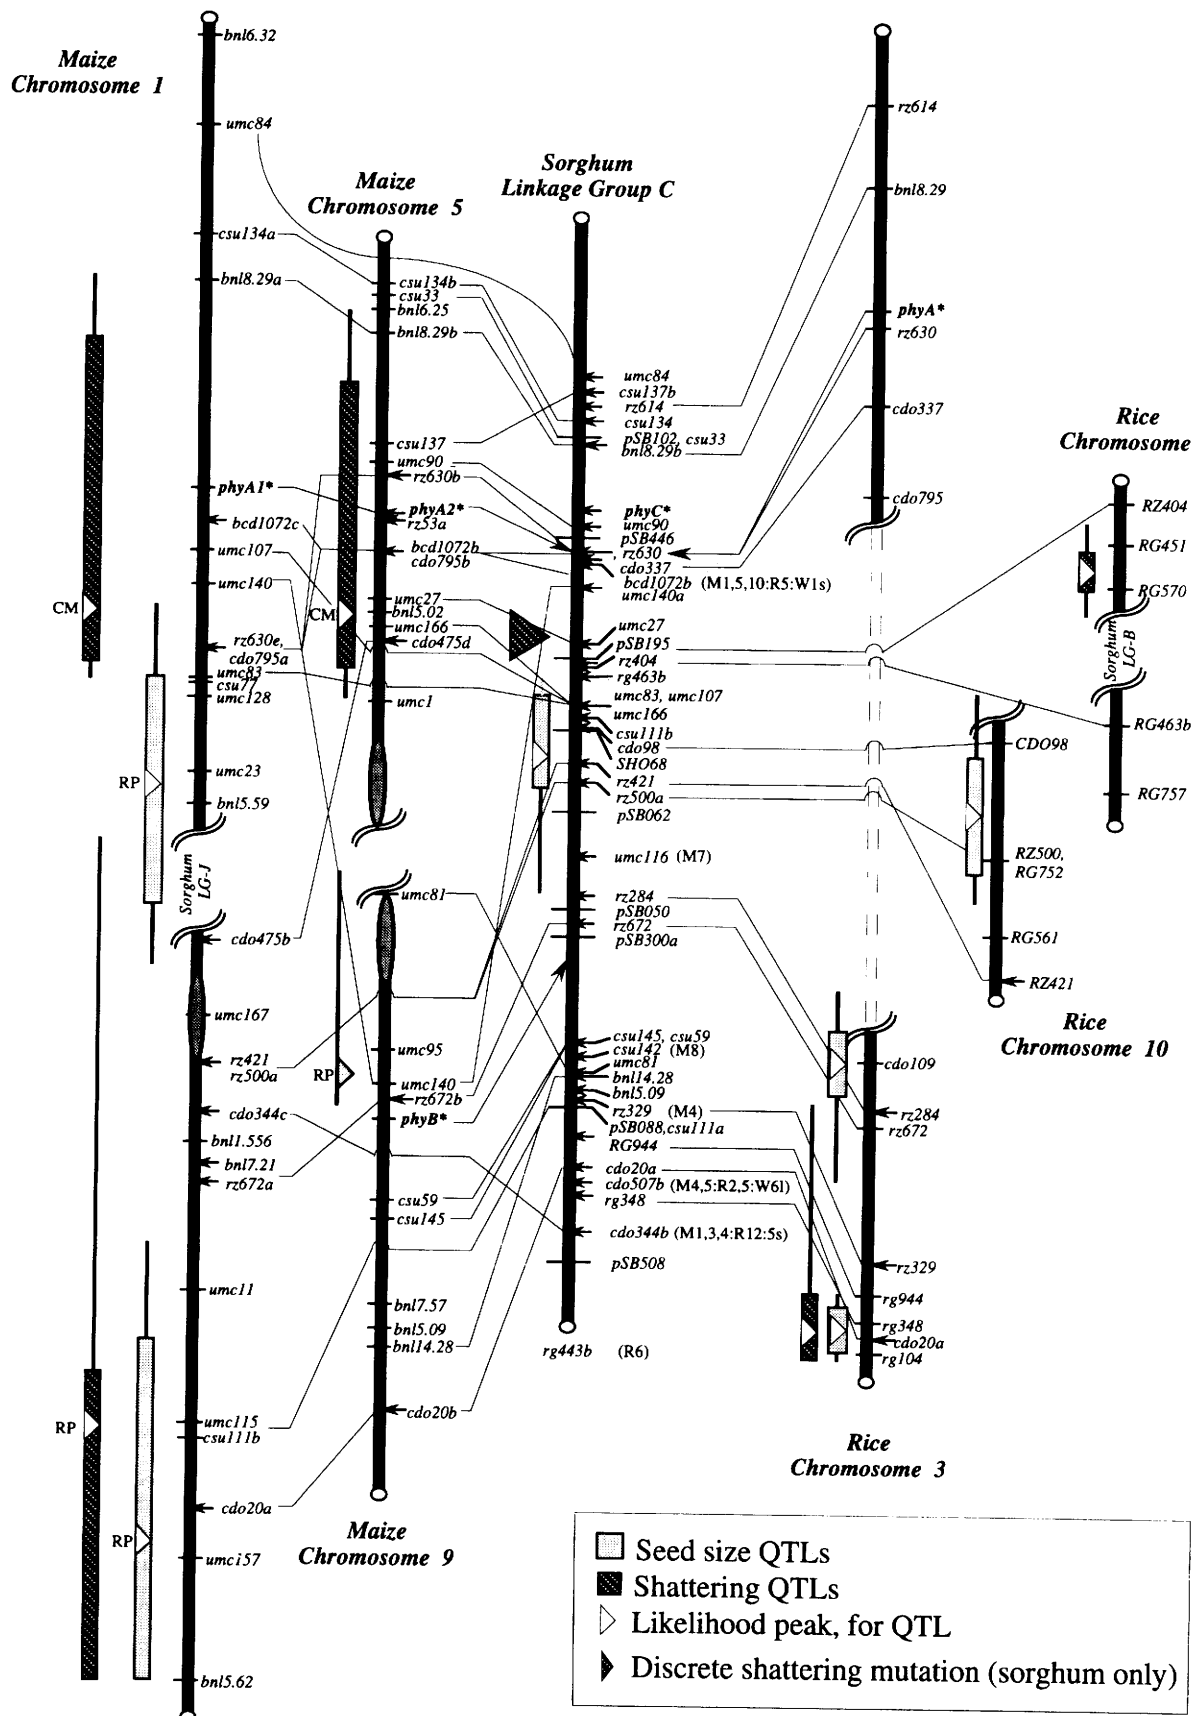 Maize
Chromosome 1
bnl6.32
umc84
csu134a
bnl8.29a
phyA1*
bcd1072c
umc107
umc140
rz630e,
cdo795a
umc83
csu77
umc128
umc23
bnl5.59
Sorghum
LG-J
cdo475b
umc167
rz421
rz500a
cdo344c
bnl1.556
bnl7.21
rz672a
umc11
umc115
csu111b
cdo20a
umc157
bnl5.62
CM
RP
RP
RP
Maize
Chromosome 5
csu134b
csu33
bnl6.25
bnl8.29b
csu137
umc90
rz630b
phyA2*
rz53a
bcd1072b
cdo795b
umc27
bnl5.02
umc166
cdo475d
umc1
CM
umc81
umc95
umc140
rz672b
phyB*
csu59
csu145
bnl7.57
bnl5.09
bnl14.28
cdo20b
RP
Maize
Chromosome 9
Sorghum
Linkage Group C
umc84
csu137b
rz614
csu134
pSB102, csu33
bnl8.29b
phyC*
umc90
pSB446
rz630
cdo337
bcd1072b (M1,5,10:R5:W1s)
umc140a
umc27
pSB195
rz404
rg463b
umc83, umc107
umc166
csu111b
cdo98
SHO68
rz421
rz500a
pSB062
umc116 (M7)
rz284
pSB050
rz672
pSB300a
csu145, csu59
csu142 (M8)
umc81
bnl14.28
bnl5.09
rz329 (M4)
pSB088,csu111a
RG944
cdo20a
cdo507b (M4,5:R2,5:W6l)
rg348
cdo344b (M1,3,4:R12:5s)
pSB508
rg443b (R6)
rz614
bnl8.29
phyA*
rz630
cdo337
cdo795
cdo109
rz284
rz672
rz329
rg944
rg348
cdo20a
rg104
Rice
Chromosome 3
Rice
Chromosome
RZ404
RG451
RG570
Sorghum
LG-B
RG463b
RG757
CDO98
RZ500,
RG752
RG561
RZ421
Rice
Chromosome 10
Seed size QTLs
Shattering QTLs
Likelihood peak, for QTL
Discrete shattering mutation (sorghum only)